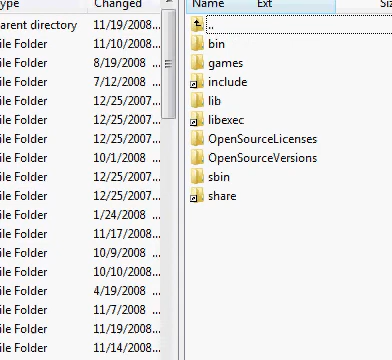 ype Changed Name Ext Siz
arent directory 11/19/2008... ..
ile Folder 11/10/2008... bin
ile Folder 8/19/2008 ... games
ile Folder 7/12/2008 ... include
ile Folder 12/25/2007... lib
ile Folder 12/25/2007... libexec
ile Folder 12/25/2007... OpenSourceLicenses
ile Folder 10/1/2008 ... OpenSourceVersions
ile Folder 12/25/2007... sbin
ile Folder 12/25/2007... share
ile Folder 1/24/2008 ...
ile Folder 11/17/2008...
ile Folder 10/9/2008 ...
ile Folder 10/10/2008...
ile Folder 4/19/2008 ...
ile Folder 11/7/2008 ...
ile Folder 11/19/2008...
ile Folder 11/14/2008...